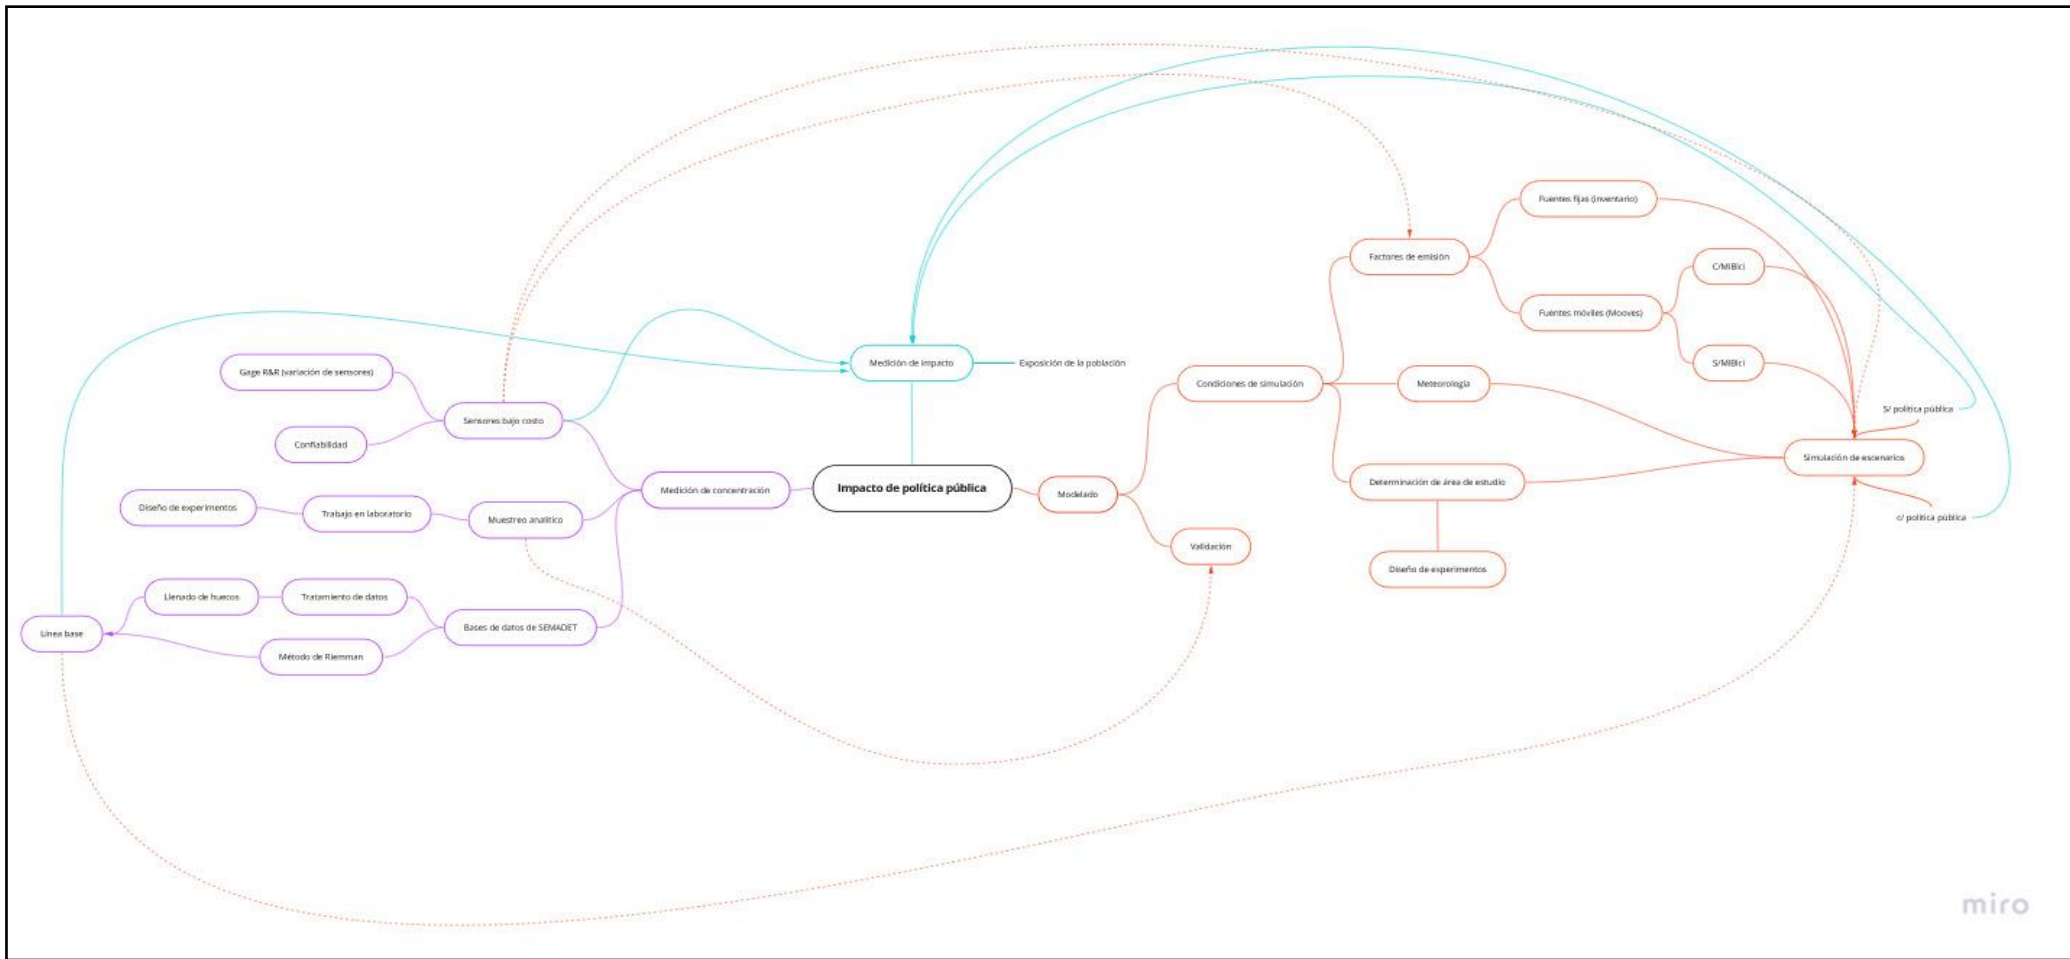 Fuentes fijas (inventario)
Factores de emisión
C/MIBici
Fuentes móviles (Mooves)
S/MIBici
Medición de impacto
Exposición de la población
Gage R&R (variación de sensores)
Condiciones de simulación
Meteorología
Sensores bajo costo
S/ política pública
Confiabilidad
Simulación de escenarios
Medición de concentración
Impacto de política pública
Modelado
Determinación de área de estudio
Diseño de experimentos
Trabajo en laboratorio
Muestreo analítico
c/ política pública
Validación
Diseño de experimentos
Llenado de huecos
Tratamiento de datos
Línea base
Bases de datos de SEMADET
Método de Riemman
miro